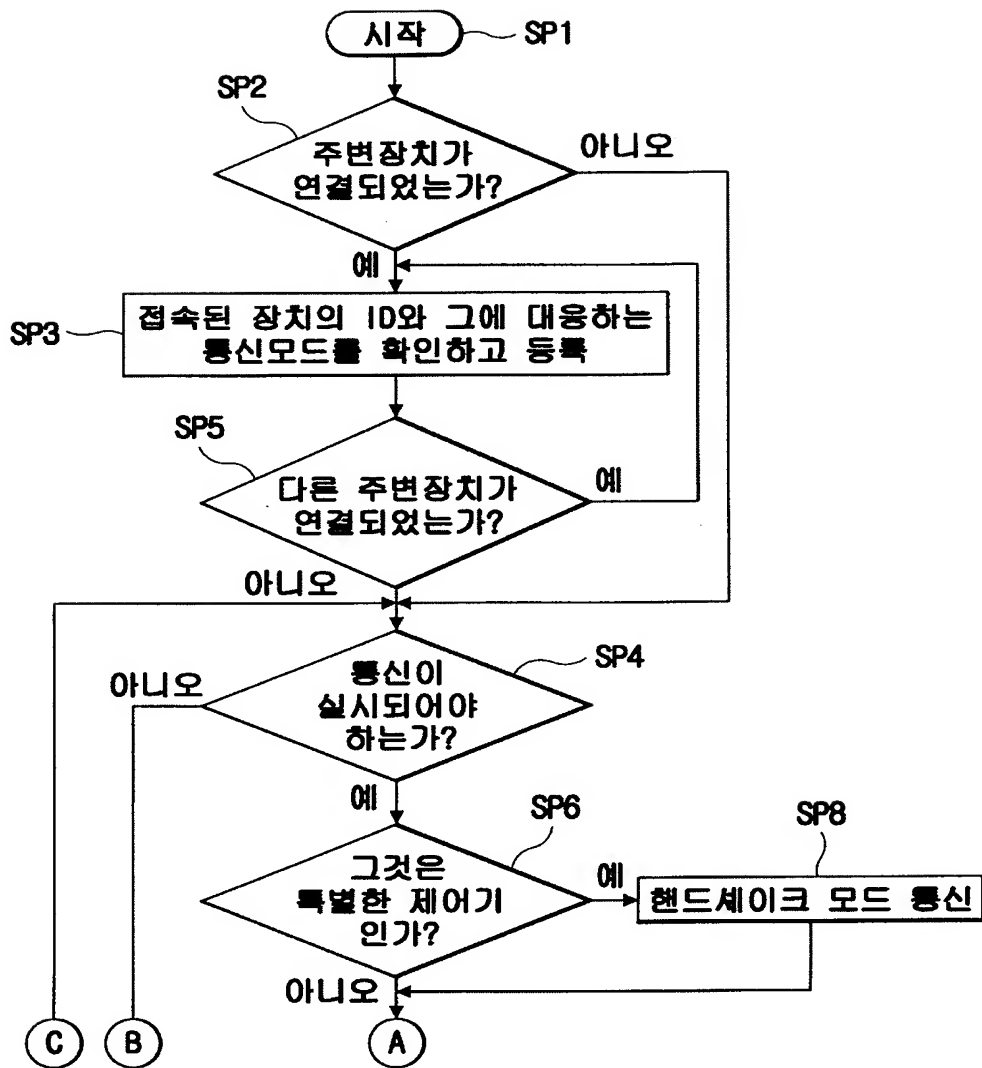 시작
SP1
SP2
주변장치가
연결되었는가?
아니오
예
SP3
접속된 장치의 ID와 그에 대응하는
통신모드를 확인하고 등록
SP5
다른 주변장치가
연결되었는가?
예
아니오
SP4
통신이
실시되어야
하는가?
아니오
예
SP6
그것은
특별한 제어기
인가?
예
SP8
핸드세이크 모드 통신
아니오
C
B
A